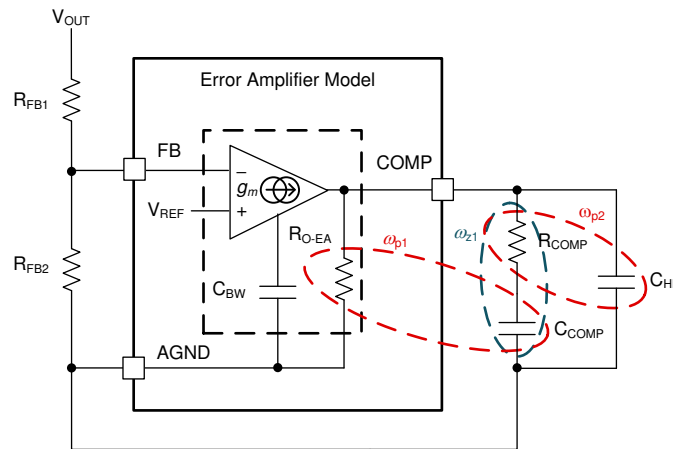 VOUT
Error Amplifier Model
RFB1
FB
COMP
–
gm
+
VREF
RO-EA
ωp1
ωz1
ωp2
RCOMP
RFB2
CBW
CHF
CCOMP
AGND